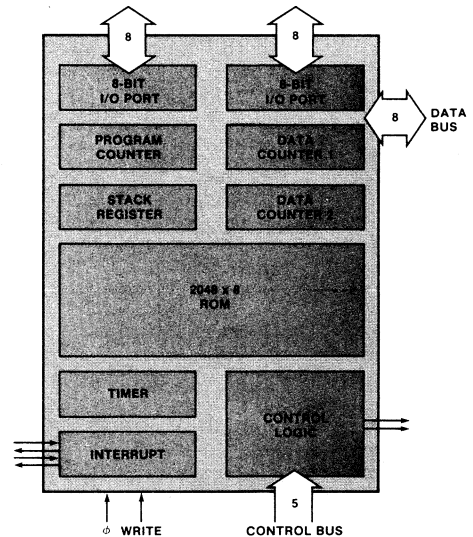 8
8
8-BIT
I/O PORT
8-BIT
I/O PORT
8
DATA
BUS
PROGRAM
COUNTER
DATA
COUNTER 1
STACK
REGISTER
DATA
COUNTER 2
2048 x 8
ROM
TIMER
CONTROL
LOGIC
INTERRUPT
5
ϕ WRITE
CONTROL BUS